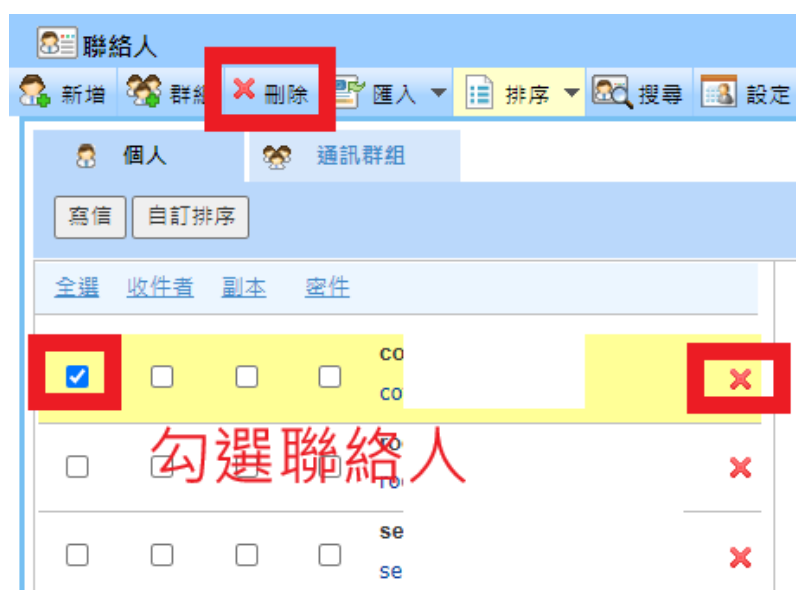 聯絡人
新增 群組 刪除 匯入 排序 搜尋 設定
個人 通訊群組
寫信 自訂排序
全選 收件者 副本 密件
co
co
勾選聯絡人
ro
ro
se
se